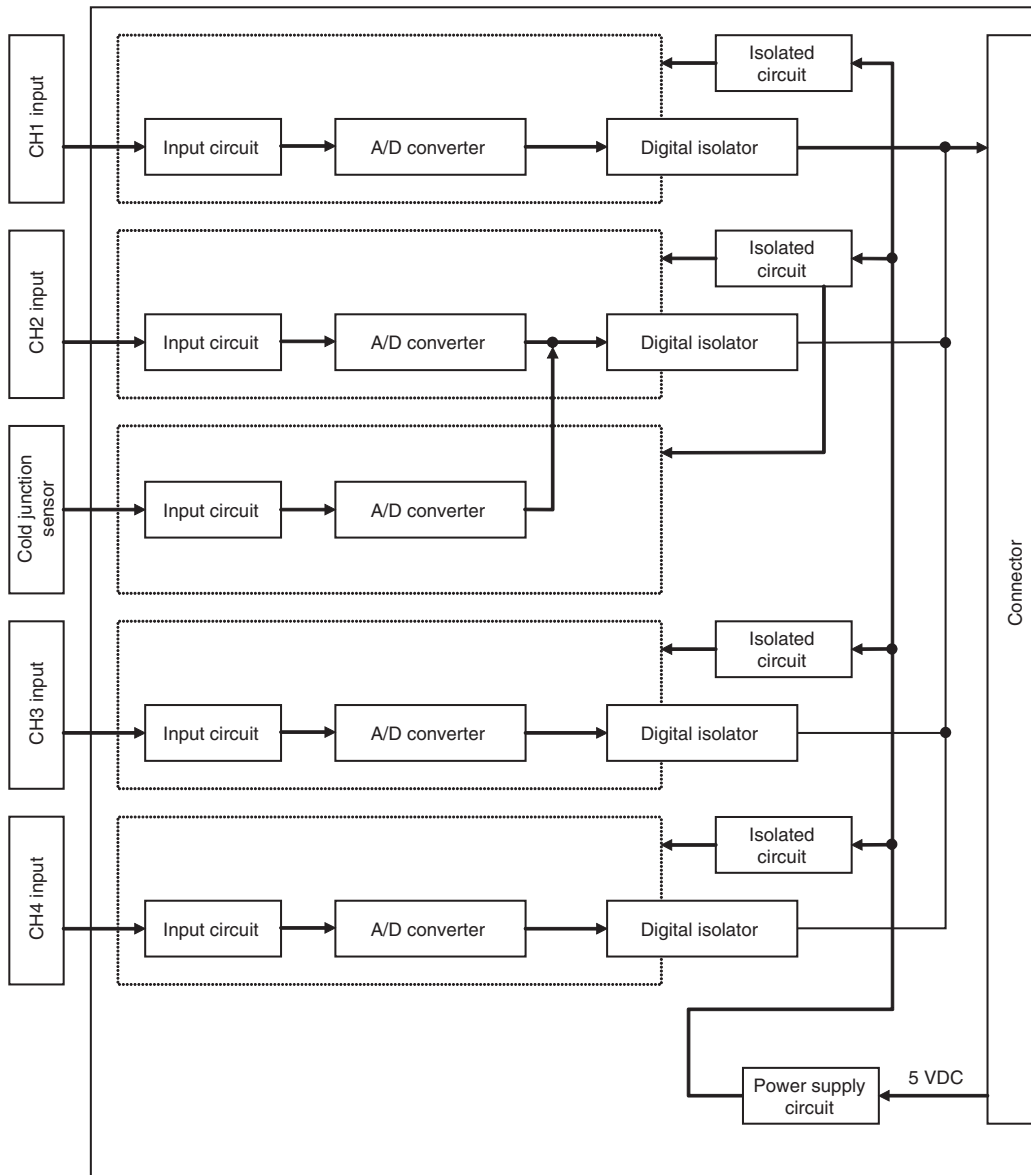 CH1 input
Input circuit
A/D converter
Digital isolator
Isolated
circuit
CH2 input
Input circuit
A/D converter
Digital isolator
Isolated
circuit
Cold junction
sensor
Input circuit
A/D converter
CH3 input
Input circuit
A/D converter
Digital isolator
Isolated
circuit
CH4 input
Input circuit
A/D converter
Digital isolator
Isolated
circuit
Connector
Power supply
circuit
5 VDC